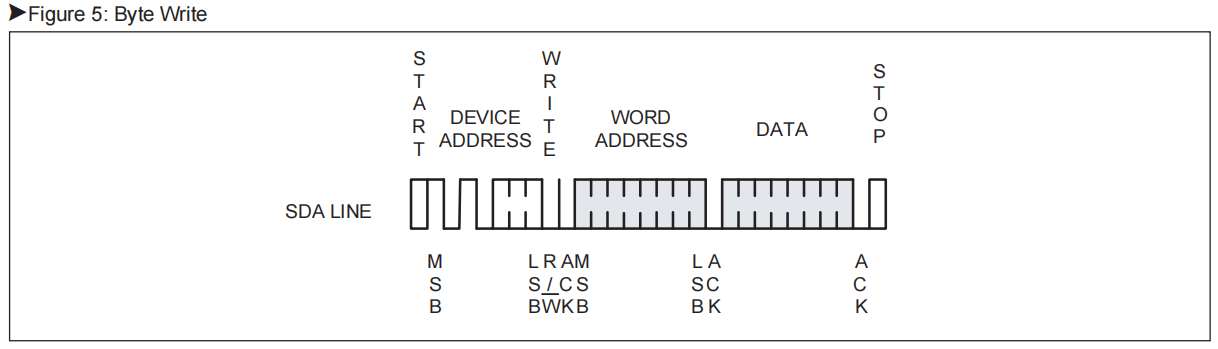 ➤Figure 5: Byte Write
START
WRITE
STOP
DEVICE
ADDRESS
WORD
ADDRESS
DATA
SDA LINE
MSB
LSB
R/W
ACK
MSB
LSB
ACK
ACK